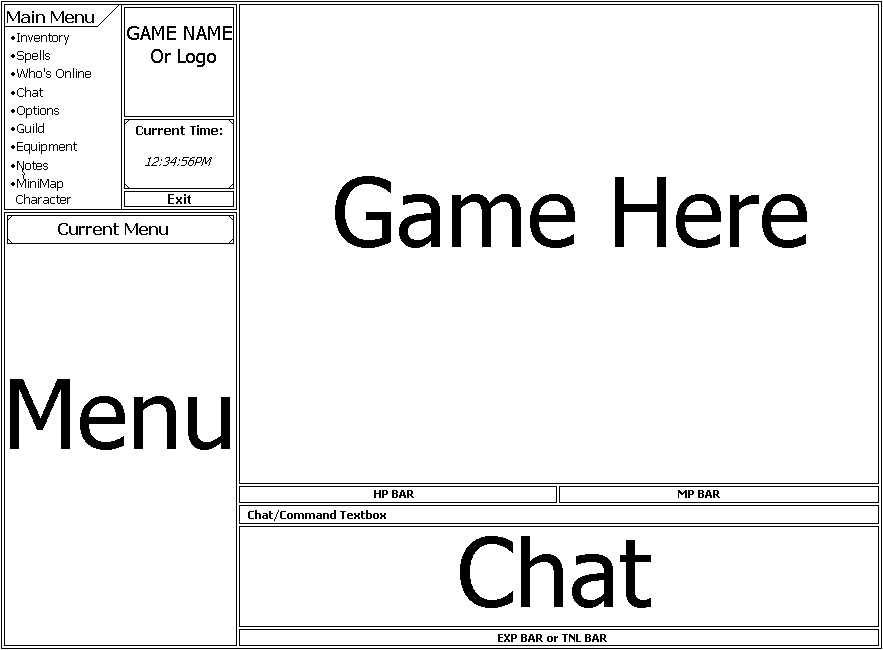 Main Menu
•Inventory
•Spells
•Who's Online
•Chat
•Options
•Guild
•Equipment
•Notes
•MiniMap
Character
GAME NAME
Or Logo
Current Time:
12:34:56PM
Exit
Current Menu
Menu
Game Here
HP BAR
MP BAR
Chat/Command Textbox
Chat
EXP BAR or TNL BAR